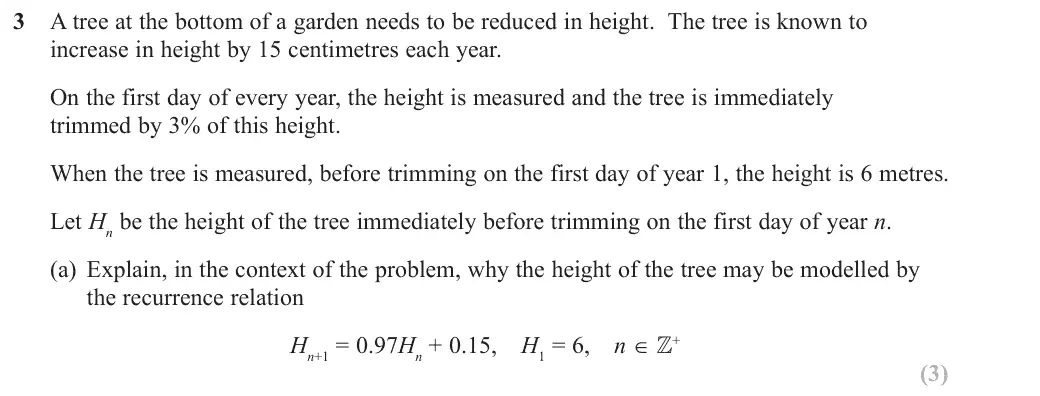 3 A tree at the bottom of a garden needs to be reduced in height. The tree is known to
increase in height by 15 centimetres each year.
On the first day of every year, the height is measured and the tree is immediately
trimmed by 3% of this height.
When the tree is measured, before trimming on the first day of year 1, the height is 6 metres.
Let Hₙ be the height of the tree immediately before trimming on the first day of year n.
(a) Explain, in the context of the problem, why the height of the tree may be modelled by
the recurrence relation
Hₙ₊₁ = 0.97Hₙ + 0.15, H₁ = 6, n ∈ ℤ⁺
(3)